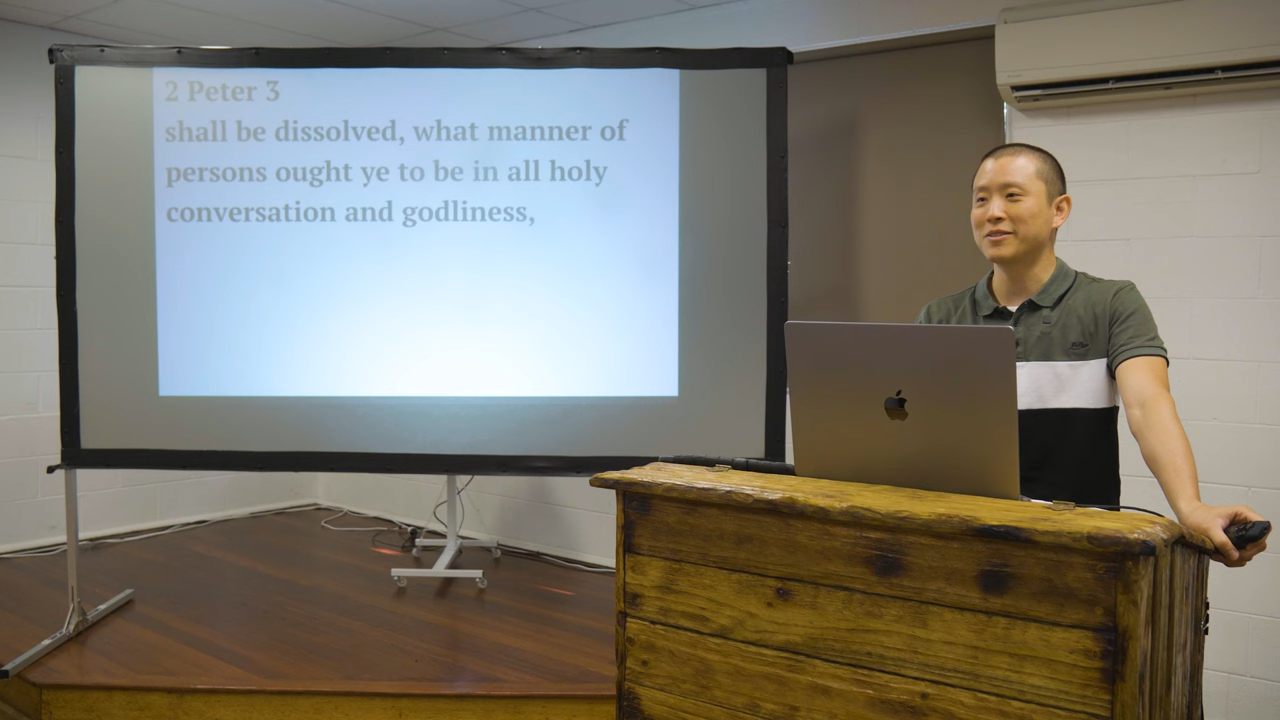 2 Peter 3
shall be dissolved, what manner of
persons ought ye to be in all holy
conversation and godliness,